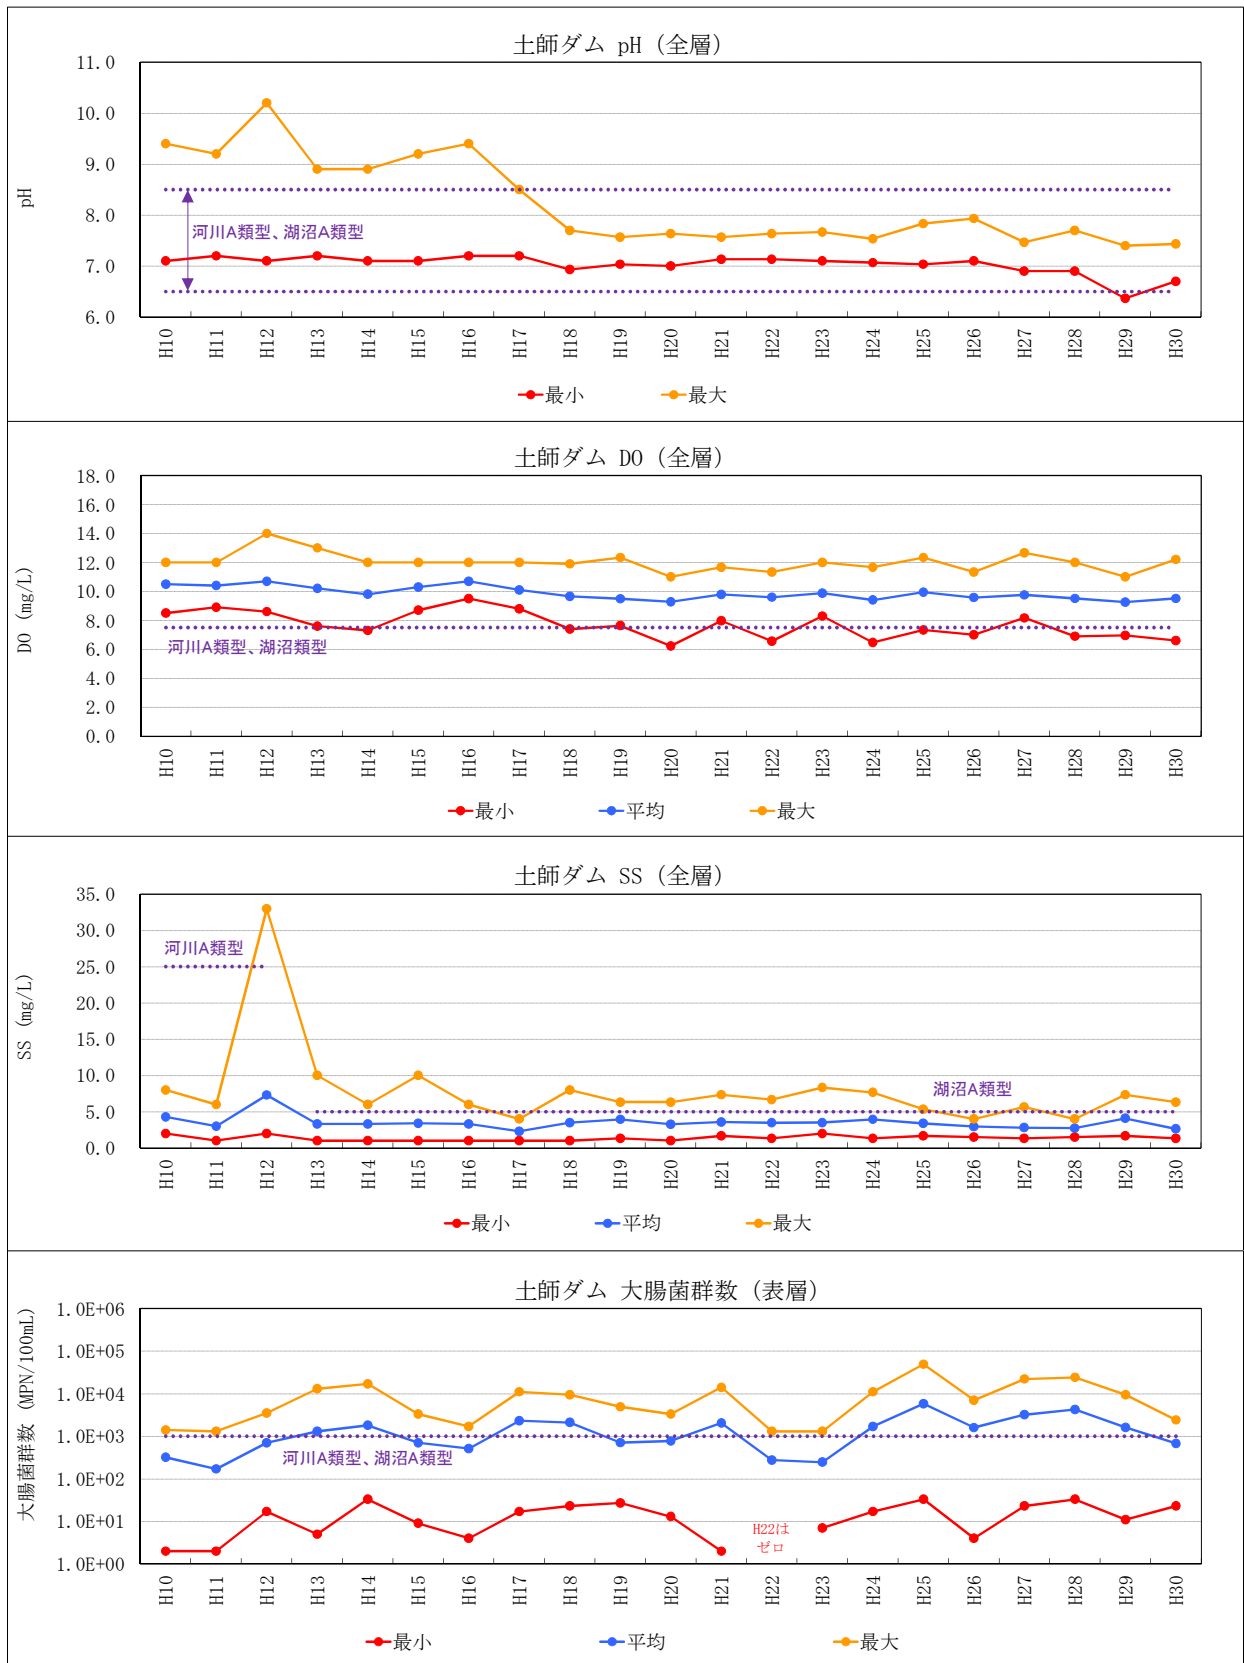 土師ダム pH（全層）
pH
11.0
10.0
9.0
8.0
7.0
6.0
河川A類型、湖沼A類型
H10 H11 H12 H13 H14 H15 H16 H17 H18 H19 H20 H21 H22 H23 H24 H25 H26 H27 H28 H29 H30
最小 最大
土師ダム DO（全層）
DO (mg/L)
18.0
16.0
14.0
12.0
10.0
8.0
6.0
4.0
2.0
0.0
河川A類型、湖沼類型
H10 H11 H12 H13 H14 H15 H16 H17 H18 H19 H20 H21 H22 H23 H24 H25 H26 H27 H28 H29 H30
最小 平均 最大
土師ダム SS（全層）
SS (mg/L)
35.0
30.0
25.0
20.0
15.0
10.0
5.0
0.0
河川A類型
湖沼A類型
H10 H11 H12 H13 H14 H15 H16 H17 H18 H19 H20 H21 H22 H23 H24 H25 H26 H27 H28 H29 H30
最小 平均 最大
土師ダム 大腸菌群数（表層）
大腸菌群数 (MPN/100mL)
1.0E+06
1.0E+05
1.0E+04
1.0E+03
1.0E+02
1.0E+01
1.0E+00
河川A類型、湖沼A類型
H22は
ゼロ
H10 H11 H12 H13 H14 H15 H16 H17 H18 H19 H20 H21 H22 H23 H24 H25 H26 H27 H28 H29 H30
最小 平均 最大